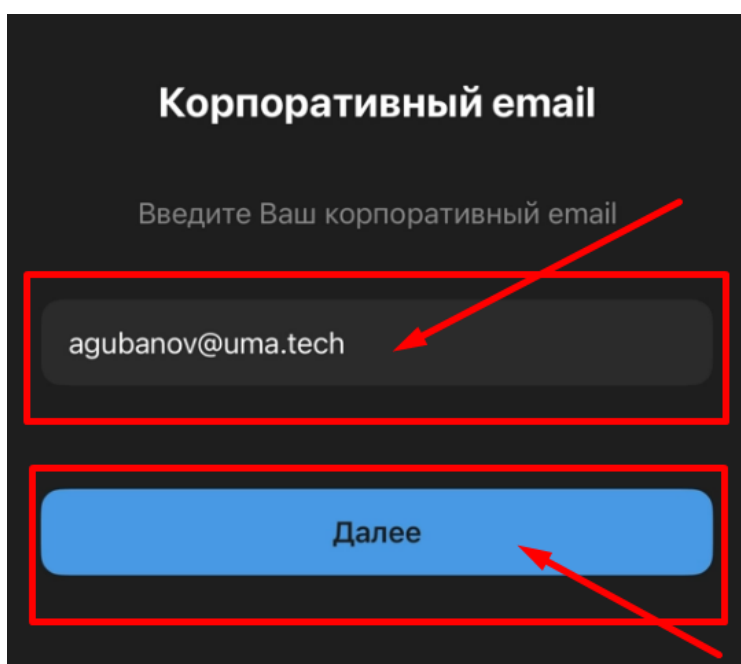 Корпоративный email
Введите Ваш корпоративный email
agubanov@uma.tech
Далее